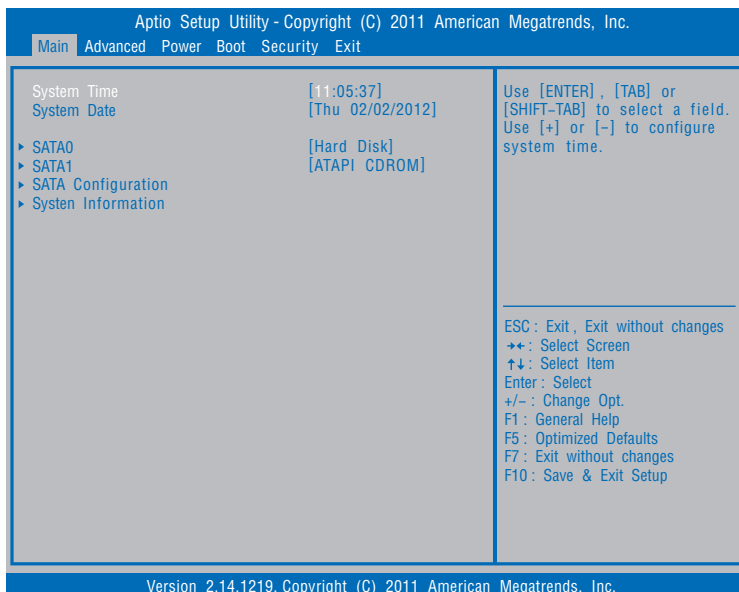 Aptio Setup Utility - Copyright (C) 2011 American Megatrends, Inc.
Main Advanced Power Boot Security Exit
System Time [11:05:37]
System Date [Thu 02/02/2012]
▸ SATA0 [Hard Disk]
▸ SATA1 [ATAPI CDROM]
▸ SATA Configuration
▸ Systen Information
Use [ENTER], [TAB] or
[SHIFT-TAB] to select a field.
Use [+] or [-] to configure
system time.
ESC : Exit, Exit without changes
→← : Select Screen
↑↓ : Select Item
Enter : Select
+/- : Change Opt.
F1 : General Help
F5 : Optimized Defaults
F7 : Exit without changes
F10 : Save & Exit Setup
Version 2.14.1219. Copyright (C) 2011 American Megatrends, Inc.